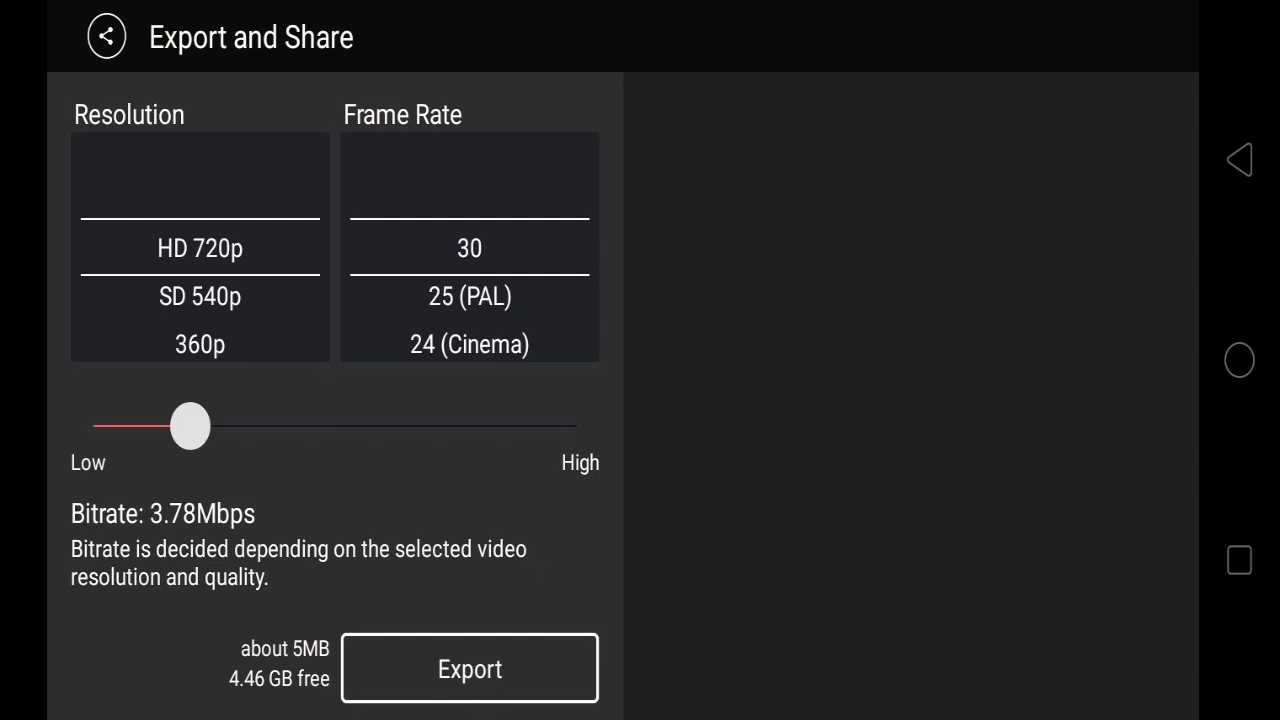 Export and Share
Resolution
Frame Rate
HD 720p
30
SD 540p
25 (PAL)
360p
24 (Cinema)
Low
High
Bitrate: 3.78Mbps
Bitrate is decided depending on the selected video
resolution and quality.
about 5MB
4.46 GB free
Export